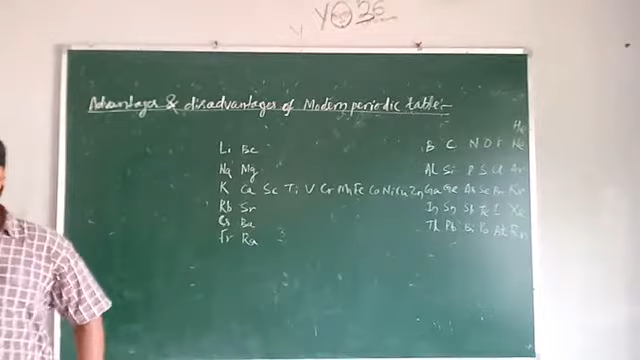 Advantages & disadvantages of Modern periodic table:-
He
Li Be B C N O F Ne
Na Mg Al Si P S Cl Ar
K Ca Sc Ti V Cr Mn Fe Co Ni Cu Zn Ga Ge As Se Br Kr
Rb Sr In Sn Sb Te I Xe
Cs Ba Th Pb Bi Po At Rn
Fr Ra